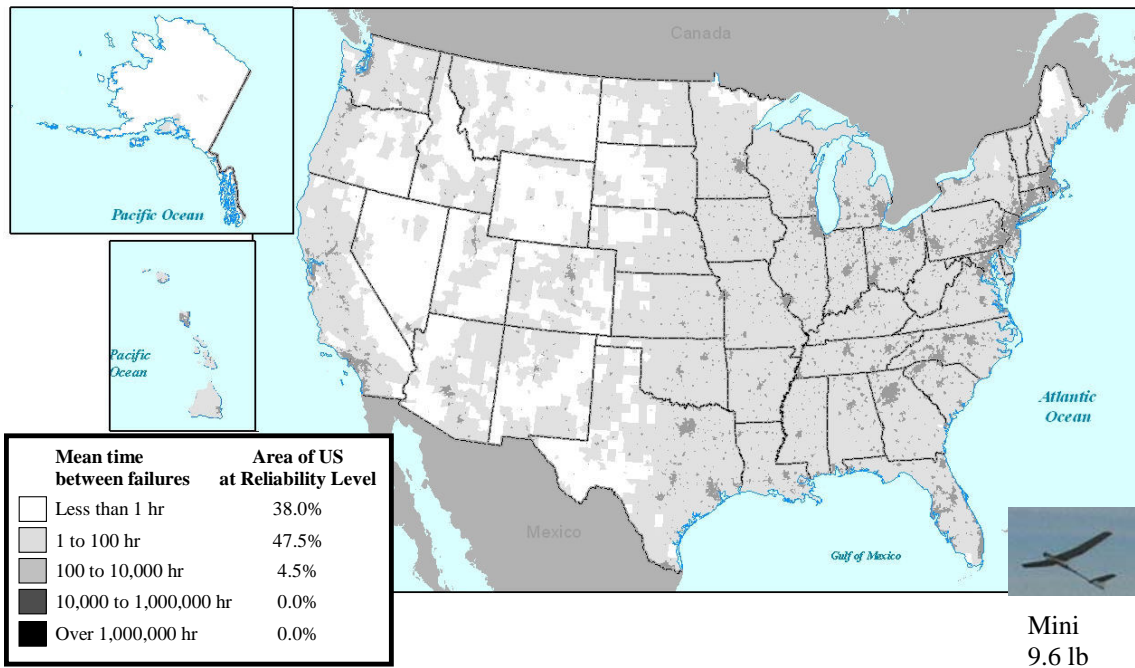 Canada
Pacific Ocean
Pacific
Ocean
Atlantic
Ocean
Mexico
Gulf of Mexico
Mean time Area of US
between failures at Reliability Level
Less than 1 hr 38.0%
1 to 100 hr 47.5%
100 to 10,000 hr 4.5%
10,000 to 1,000,000 hr 0.0%
Over 1,000,000 hr 0.0%
Mini
9.6 lb